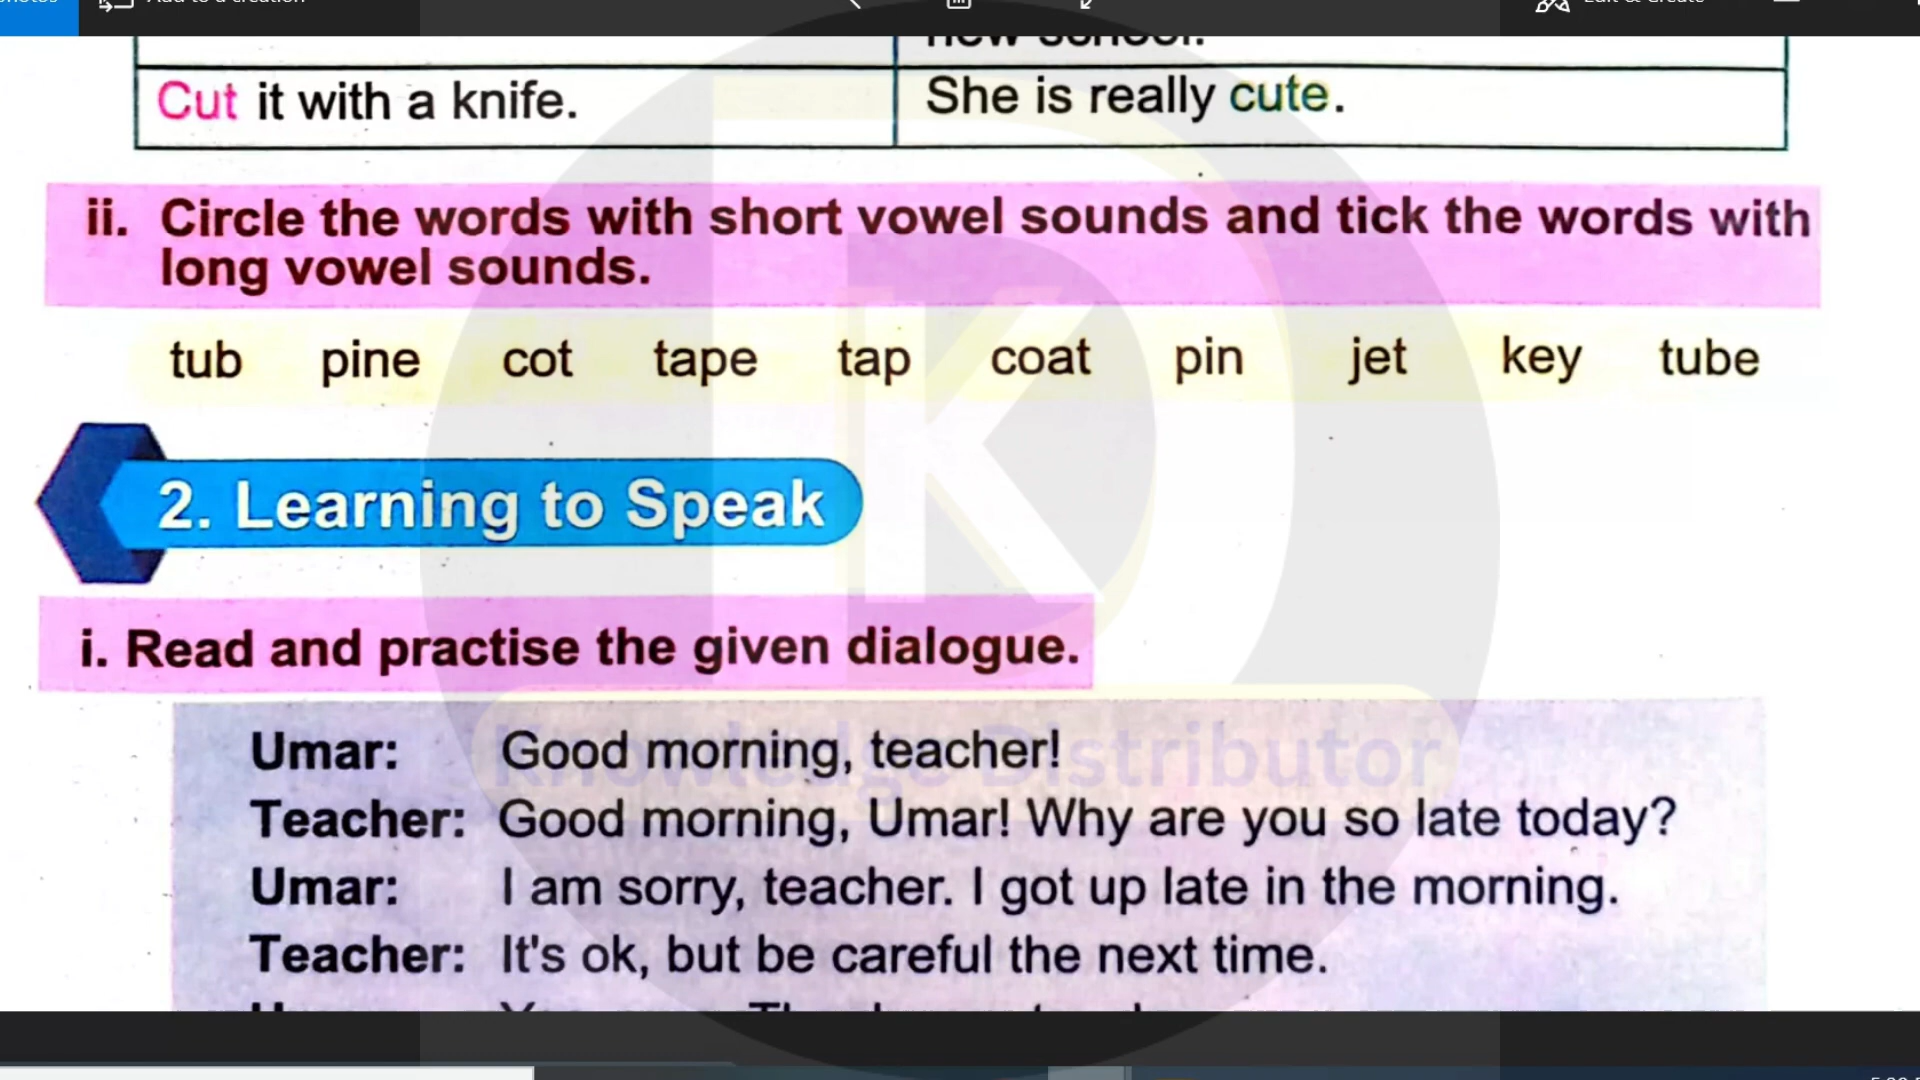 new school.
Cut it with a knife.
She is really cute.
ii. Circle the words with short vowel sounds and tick the words with
long vowel sounds.
tub pine cot tape tap coat pin jet key tube
2. Learning to Speak
i. Read and practise the given dialogue.
Knowledge Distributor
Umar: Good morning, teacher!
Teacher: Good morning, Umar! Why are you so late today?
Umar: I am sorry, teacher. I got up late in the morning.
Teacher: It's ok, but be careful the next time.